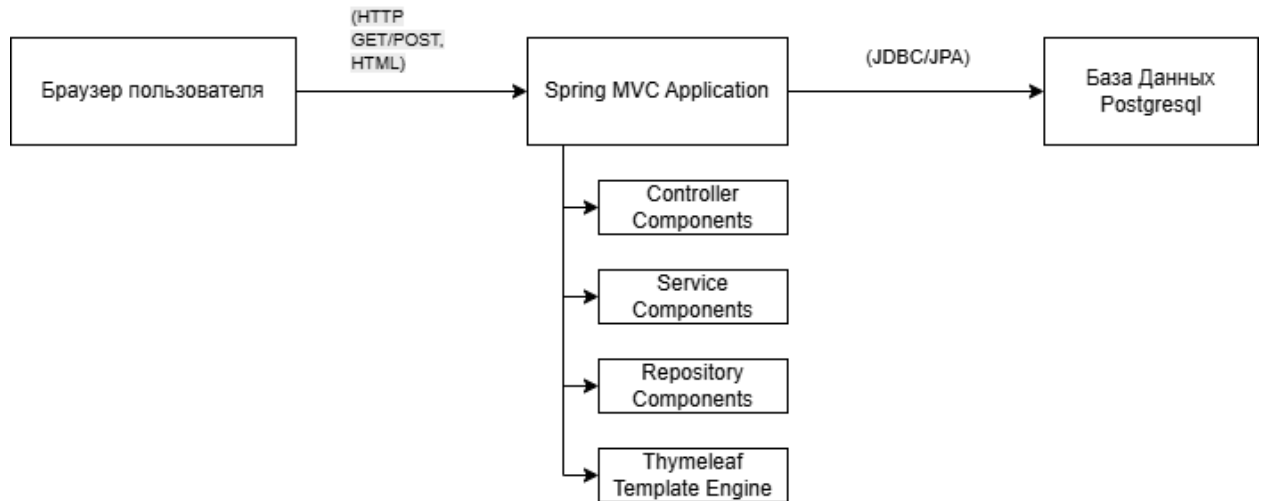 (HTTP
GET/POST,
HTML)
Браузер пользователя
Spring MVC Application
(JDBC/JPA)
База Данных
Postgresql
Controller
Components
Service
Components
Repository
Components
Thymeleaf
Template Engine